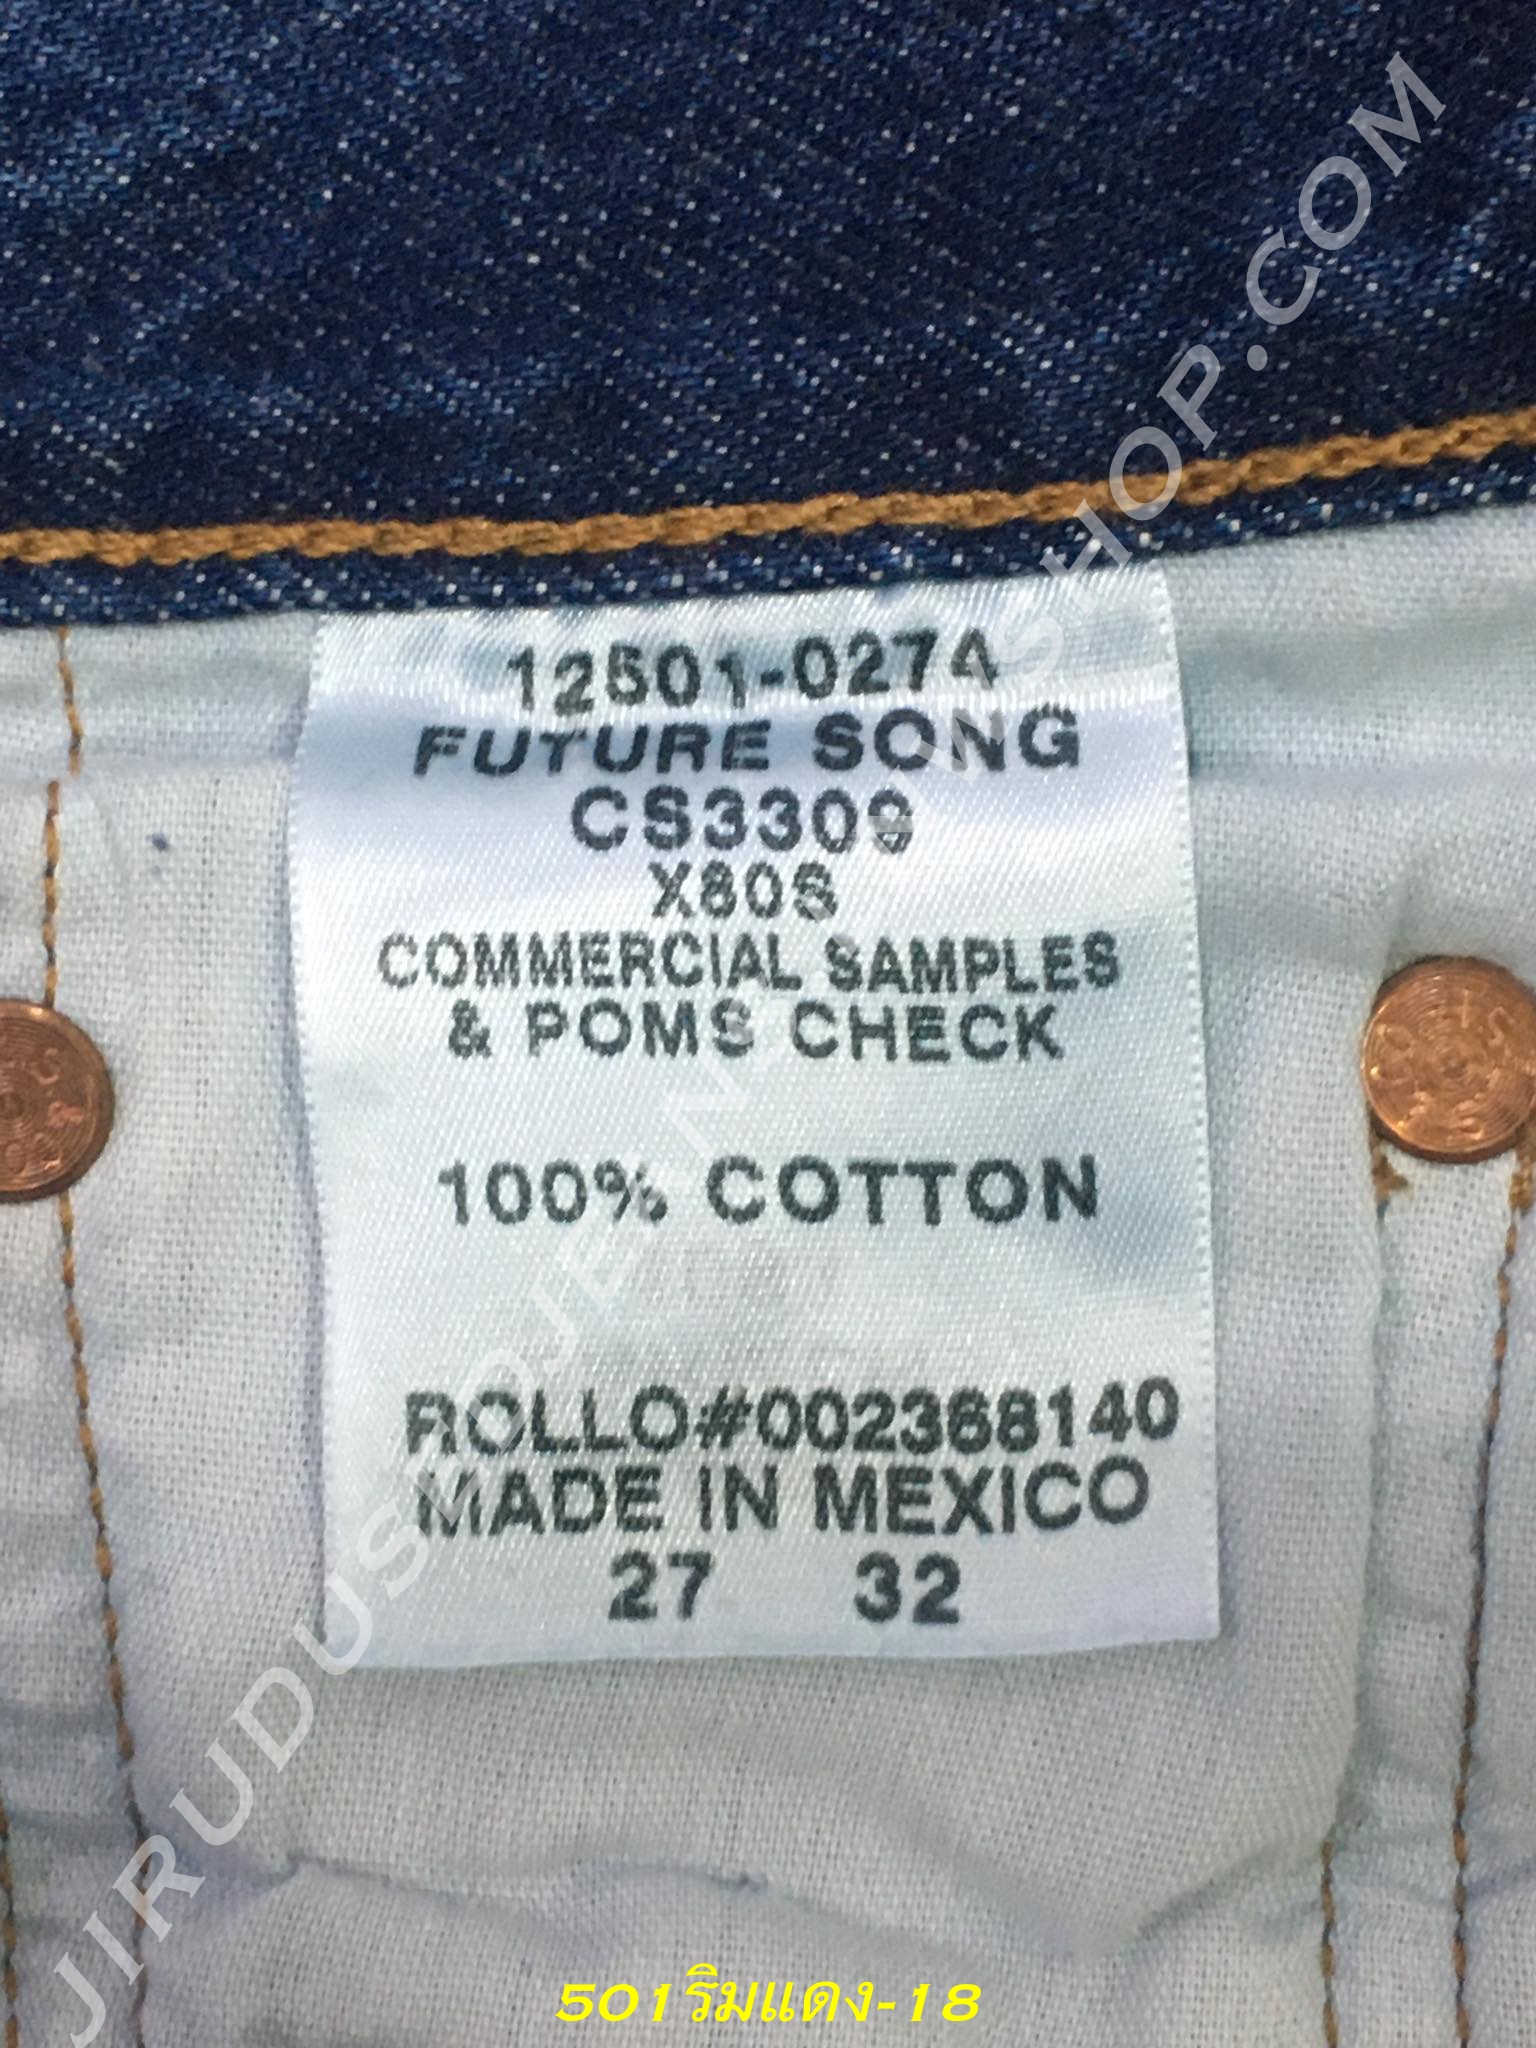 12501-0274
FUTURE SONG
CS3309
X80S
COMMERCIAL SAMPLES
& POMS CHECK
100% COTTON
ROLLO#002368140
MADE IN MEXICO
27 32
501ริมแดง-18